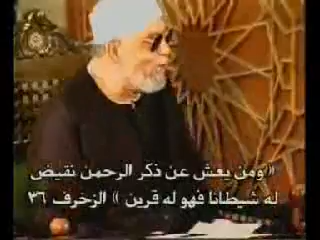 «ومن يعش عن ذكر الرحمن نقيض
له شيطانا فهو له قرين» الزخرف ٣٦